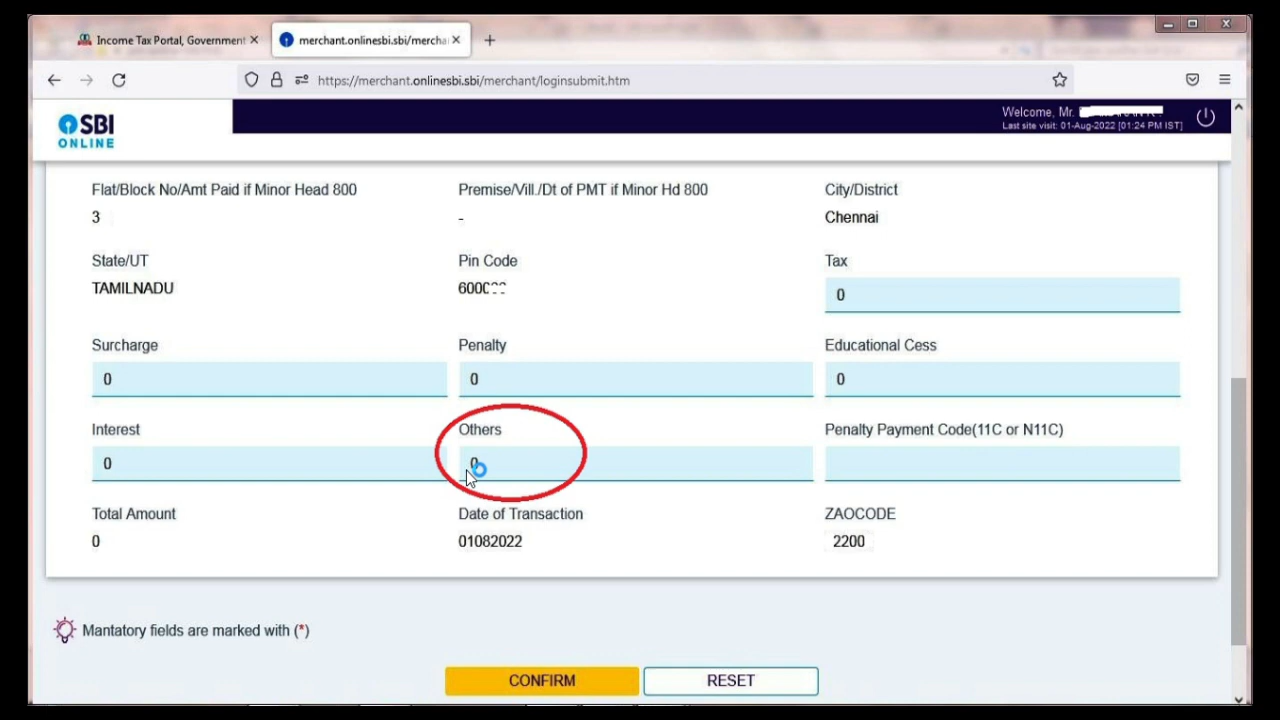 Income Tax Portal, Government
merchant.onlinesbi.sbi/mercha
https://merchant.onlinesbi.sbi/merchant/loginsubmit.htm
SBI
ONLINE
Welcome, Mr.
Last site visit: 01-Aug-2022 [01:24 PM IST]
Flat/Block No/Amt Paid if Minor Head 800 Premise/Vill./Dt of PMT if Minor Hd 800 City/District
3 - Chennai
State/UT Pin Code Tax
TAMILNADU 0
Surcharge Penalty Educational Cess
0 0 0
Interest Others Penalty Payment Code(11C or N11C)
0 0
Total Amount Date of Transaction ZAOCODE
0 01082022 2200
Mantatory fields are marked with (*)
CONFIRM RESET